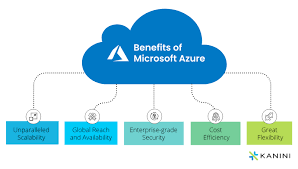 Benefits of
Microsoft Azure
Unparalleled
Scalability
Global Reach
and Availability
Enterprise-grade
Security
Cost
Efficiency
Great
Flexibility
KANINI